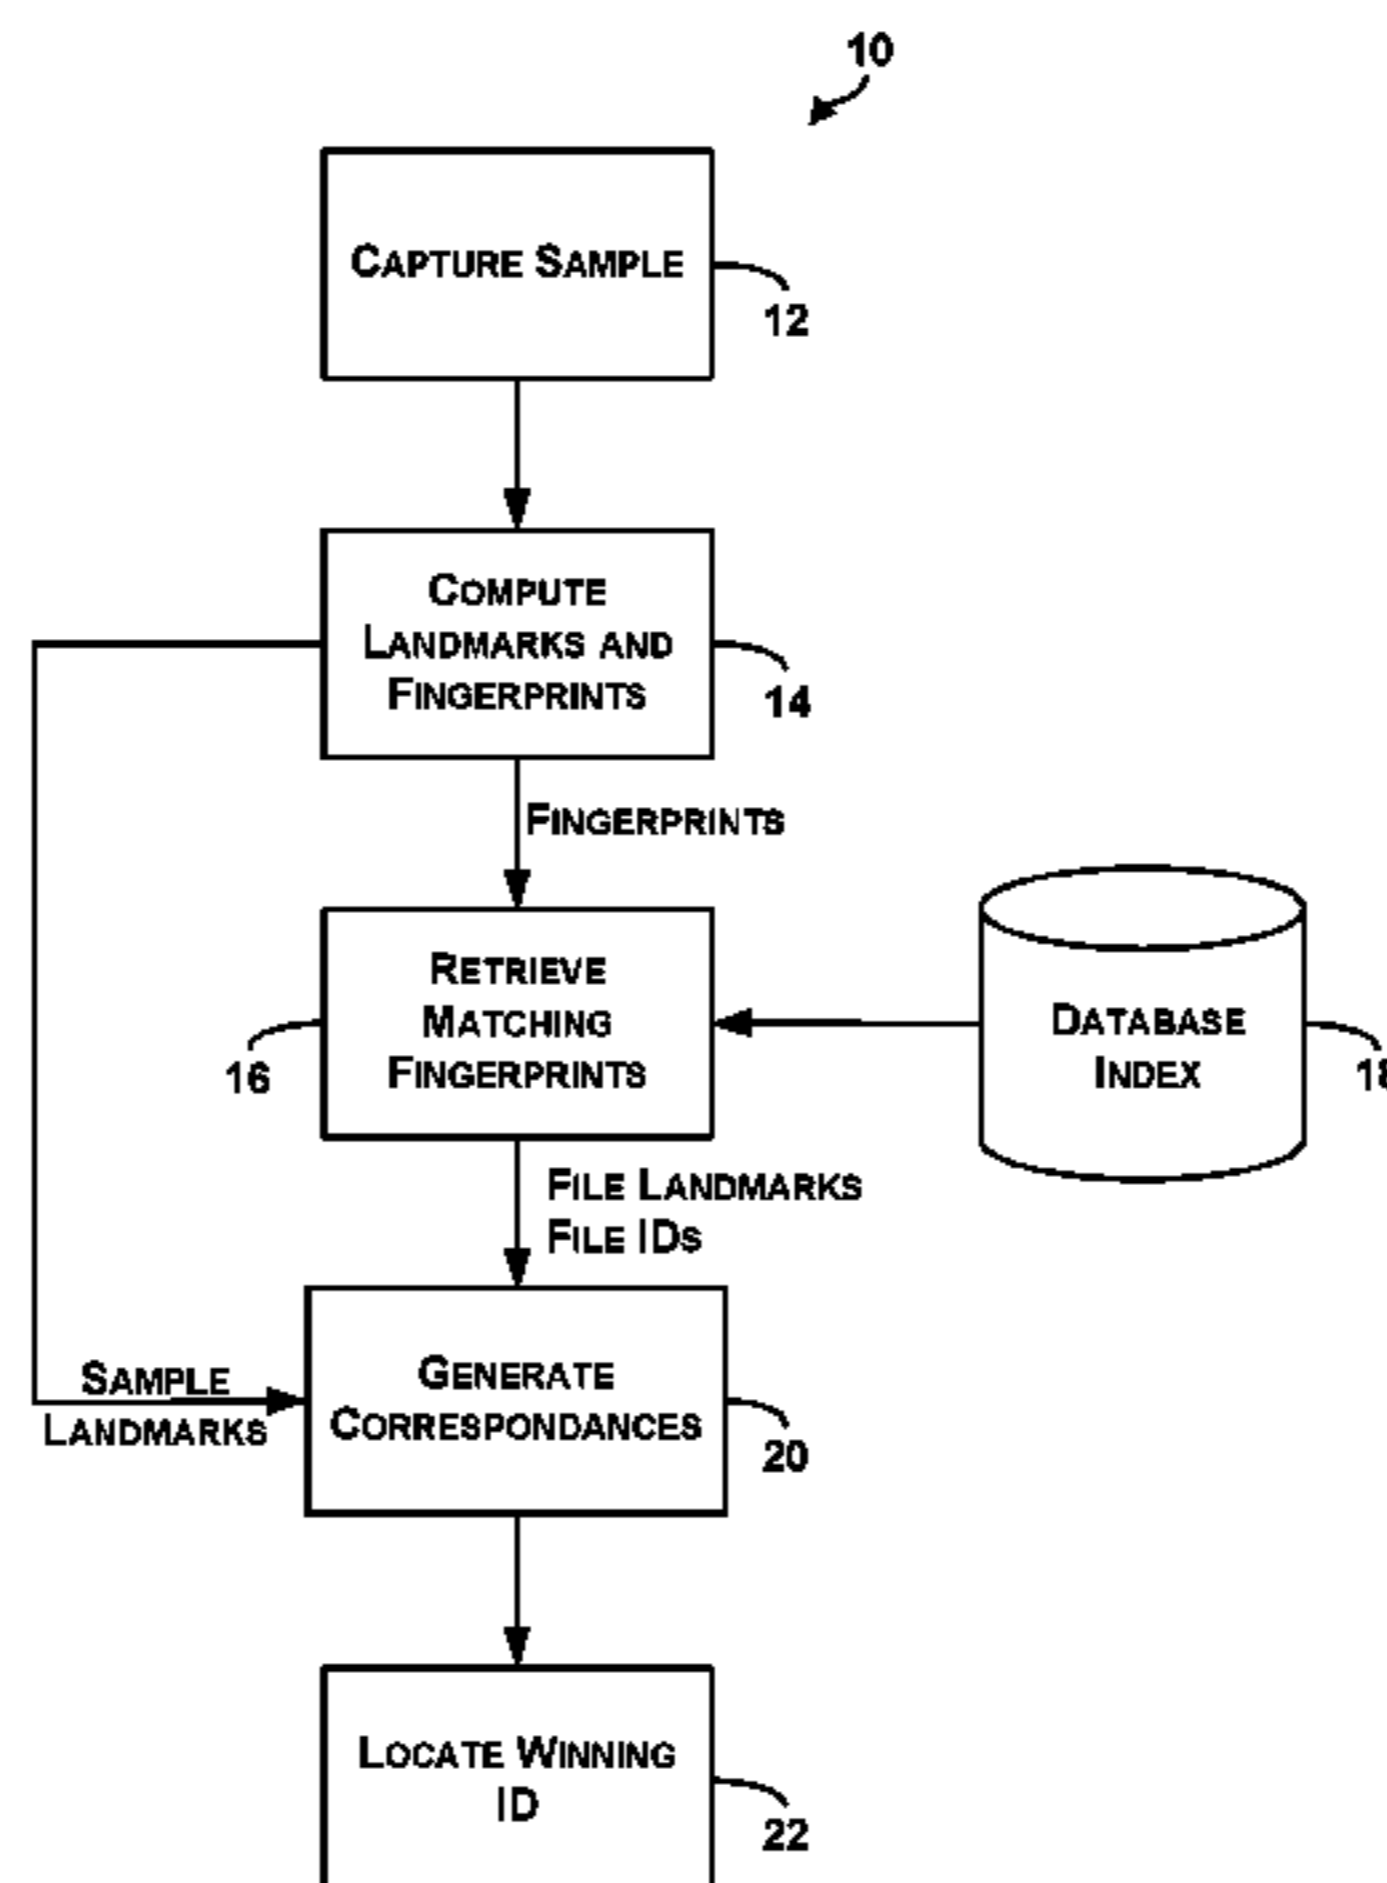 10
CAPTURE SAMPLE
12
COMPUTE
LANDMARKS AND
FINGERPRINTS
14
FINGERPRINTS
RETRIEVE
MATCHING
FINGERPRINTS
16
DATABASE
INDEX
18
FILE LANDMARKS
FILE IDS
SAMPLE
LANDMARKS
GENERATE
CORRESPONDANCES
20
LOCATE WINNING
ID
22